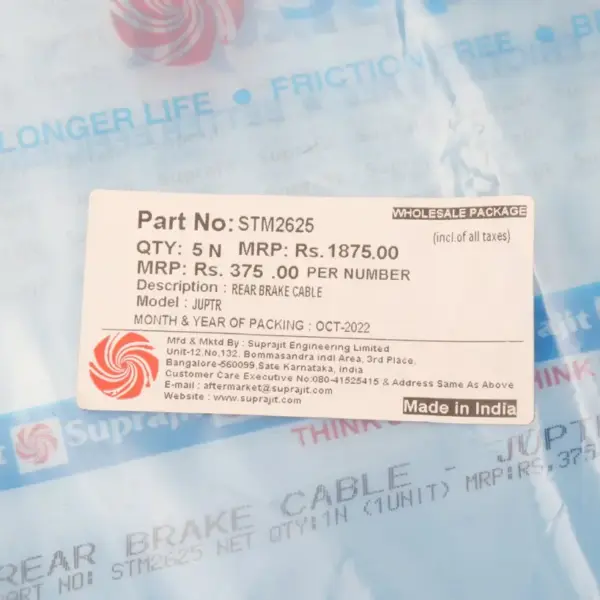 LONGER LIFE • FRICTION FREE •
Part No: STM2625
WHOLESALE PACKAGE
QTY: 5 N MRP: Rs. 1875.00
(incl.of all taxes)
MRP: Rs. 375 .00 PER NUMBER
Description : REAR BRAKE CABLE
Model : JUPTR
MONTH & YEAR OF PACKING : OCT-2022
Mfd & Mktd By : Suprajit Engineering Limited
Unit-12,No,132, Bommasandra indl Area, 3rd Place,
Bangalore-560099,Sate Karnataka, India
Customer Care Executive No:080-41525415 & Address Same As Above
E-mail : aftermarket@suprajit.com
Website : www.suprajit.com
Made in India
Suprajit
THINK
REAR BRAKE CABLE - JUPT
PART NO: STM2625 NET QTY:1N (1UNIT) MRP:RS.375